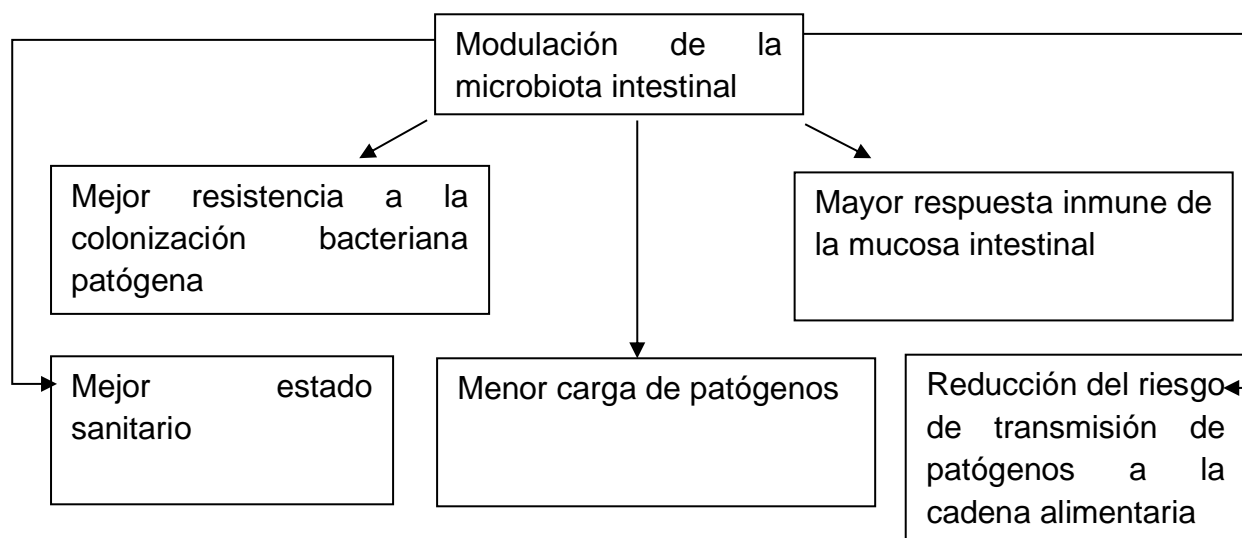 Modulación de la
microbiota intestinal
Mejor resistencia a la
colonización bacteriana
patógena
Mayor respuesta inmune de
la mucosa intestinal
Mejor estado
sanitario
Menor carga de patógenos
Reducción del riesgo
de transmisión de
patógenos a la
cadena alimentaria